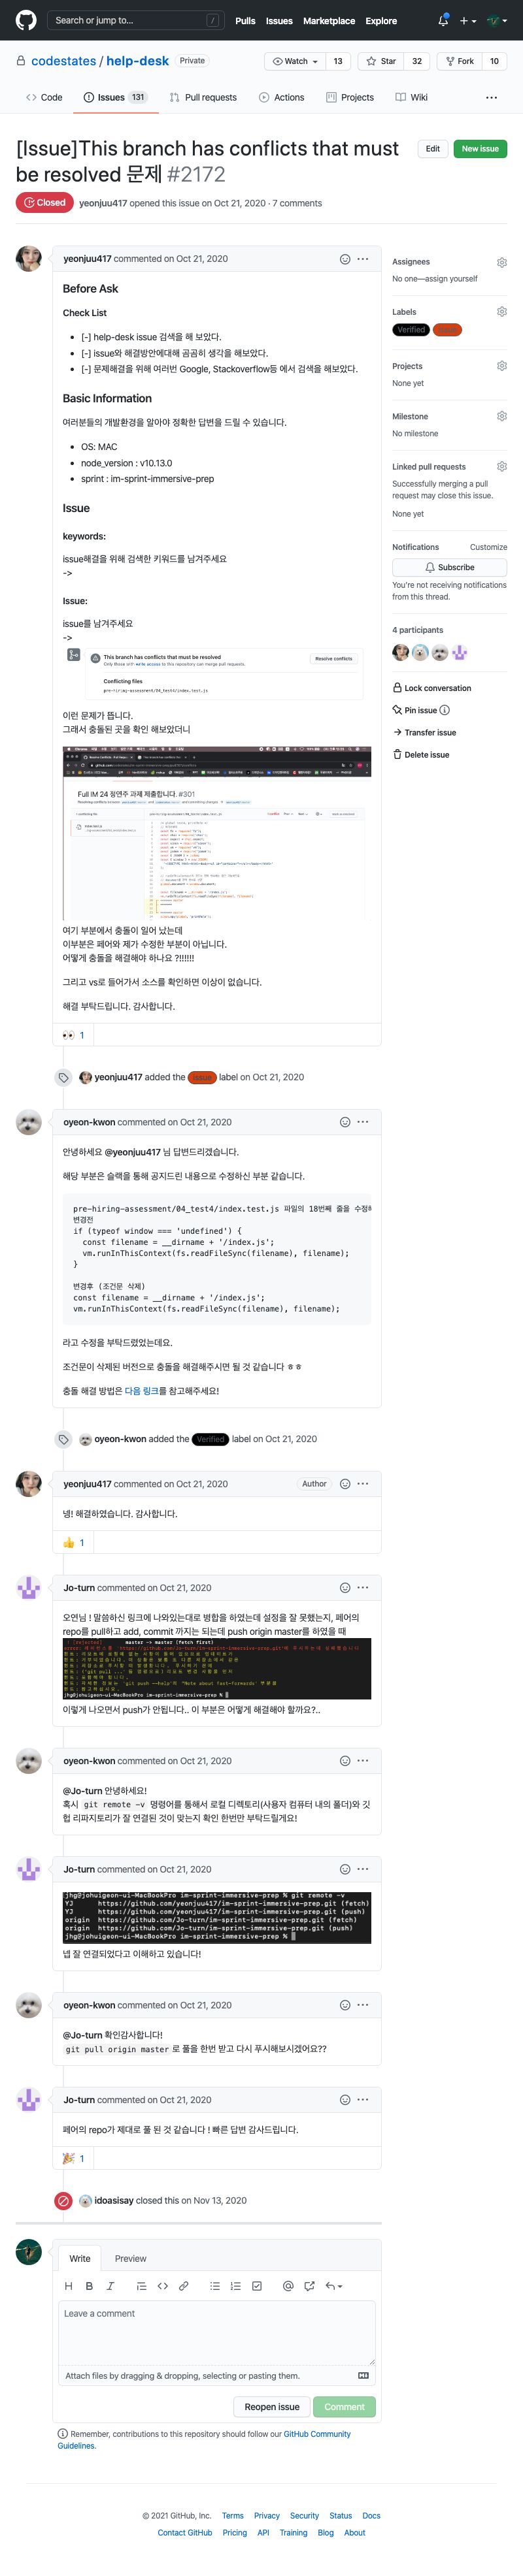 Search or jump to...
/
Pulls Issues Marketplace Explore
codestates / help-desk Private
Watch 13 Star 32 Fork 10
Code Issues 131 Pull requests Actions Projects Wiki
[Issue]This branch has conflicts that must
be resolved 문제 #2172
Edit New issue
Closed yeonjuu417 opened this issue on Oct 21, 2020 · 7 comments
yeonjuu417 commented on Oct 21, 2020
Before Ask
Check List
[-] help-desk issue 검색을 해 보았다.
[-] issue와 해결방안에대해 곰곰히 생각을 해보았다.
[-] 문제해결을 위해 여러번 Google, Stackoverflow등 에서 검색을 해보았다.
Basic Information
여러분들의 개발환경을 알아야 정확한 답변을 드릴 수 있습니다.
OS: MAC
node_version : v10.13.0
sprint : im-sprint-immersive-prep
Issue
keywords:
issue해결을 위해 검색한 키워드를 남겨주세요
->
Issue:
issue를 남겨주세요
->
This branch has conflicts that must be resolved
Only those with write access to this repository can merge pull requests.
Resolve conflicts
Conflicting files
pre-hiring-assessment/04_test4/index.test.js
이런 문제가 뜹니다.
그래서 충돌된 곳을 확인 해보았더니
Full IM 24 정연주 과제 제출합니다. #301
여기 부분에서 충돌이 일어 났는데
이부분은 페어와 제가 수정한 부분이 아닙니다.
어떻게 충돌을 해결해야 하나요 ?!!!!!!
그리고 vs로 들어가서 소스를 확인하면 이상이 없습니다.
해결 부탁드립니다. 감사합니다.
1
Assignees
No one—assign yourself
Labels
Verified
Projects
None yet
Milestone
No milestone
Linked pull requests
Successfully merging a pull
request may close this issue.
None yet
Notifications Customize
Subscribe
You're not receiving notifications
from this thread.
4 participants
Lock conversation
Pin issue
Transfer issue
Delete issue
yeonjuu417 added the Issue label on Oct 21, 2020
oyeon-kwon commented on Oct 21, 2020
안녕하세요 @yeonjuu417 님 답변드리겠습니다.
해당 부분은 슬랙을 통해 공지드린 내용으로 수정하신 부분 같습니다.
pre-hiring-assessment/04_test4/index.test.js 파일의 18번째 줄을 수정해
변경전
if (typeof window === 'undefined') {
const filename = __dirname + '/index.js';
vm.runInThisContext(fs.readFileSync(filename), filename);
}
변경후 (조건문 삭제)
const filename = __dirname + '/index.js';
vm.runInThisContext(fs.readFileSync(filename), filename);
라고 수정을 부탁드렸었는데요.
조건문이 삭제된 버전으로 충돌을 해결해주시면 될 것 같습니다 ㅎㅎ
충돌 해결 방법은 다음 링크를 참고해주세요!
oyeon-kwon added the Verified label on Oct 21, 2020
yeonjuu417 commented on Oct 21, 2020 Author
넹! 해결하였습니다. 감사합니다.
1
Jo-turn commented on Oct 21, 2020
오연님 ! 말씀하신 링크에 나와있는대로 병합을 하였는데 설정을 잘 못했는지, 페어의
repo를 pull하고 add, commit 까지는 되는데 push origin master를 하였을 때
! [rejected] master -> master (fetch first)
jhg@johuigeon-ui-MacBookPro im-sprint-immersive-prep %
이렇게 나오면서 push가 안됩니다.. 이 부분은 어떻게 해결해야 할까요?..
oyeon-kwon commented on Oct 21, 2020
@Jo-turn 안녕하세요!
혹시 git remote -v 명령어를 통해서 로컬 디렉토리(사용자 컴퓨터 내의 폴더)와 깃
헙 리파지토리가 잘 연결된 것이 맞는지 확인 한번만 부탁드릴게요!
Jo-turn commented on Oct 21, 2020
jhg@johuigeon-ui-MacBookPro im-sprint-immersive-prep % git remote -v
YJ https://github.com/yeonju417/im-sprint-immersive-prep.git (fetch)
YJ https://github.com/yeonju417/im-sprint-immersive-prep.git (push)
origin https://github.com/Jo-turn/im-sprint-immersive-prep.git (fetch)
origin https://github.com/Jo-turn/im-sprint-immersive-prep.git (push)
jhg@johuigeon-ui-MacBookPro im-sprint-immersive-prep %
넵 잘 연결되었다고 이해하고 있습니다!
oyeon-kwon commented on Oct 21, 2020
@Jo-turn 확인감사합니다!
git pull origin master 로 풀을 한번 받고 다시 푸시해보시겠어요??
Jo-turn commented on Oct 21, 2020
페어의 repo가 제대로 풀 된 것 같습니다 ! 빠른 답변 감사드립니다.
1
idoasisay closed this on Nov 13, 2020
Write Preview
Leave a comment
Attach files by dragging & dropping, selecting or pasting them.
Reopen issue Comment
Remember, contributions to this repository should follow our GitHub Community
Guidelines.
© 2021 GitHub, Inc. Terms Privacy Security Status Docs
Contact GitHub Pricing API Training Blog About